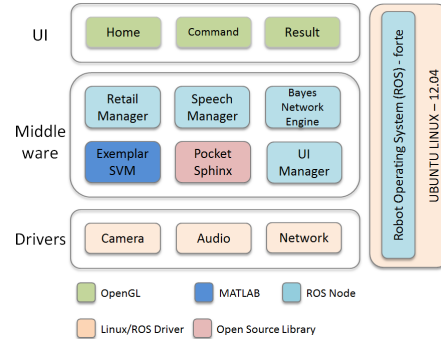 UI
Home
Command
Result
Middle
ware
Retail
Manager
Speech
Manager
Bayes
Network
Engine
Exemplar
SVM
Pocket
Sphinx
UI
Manager
Drivers
Camera
Audio
Network
Robot Operating System (ROS) - forte
UBUNTU LINUX – 12.04
OpenGL
MATLAB
ROS Node
Linux/ROS Driver
Open Source Library